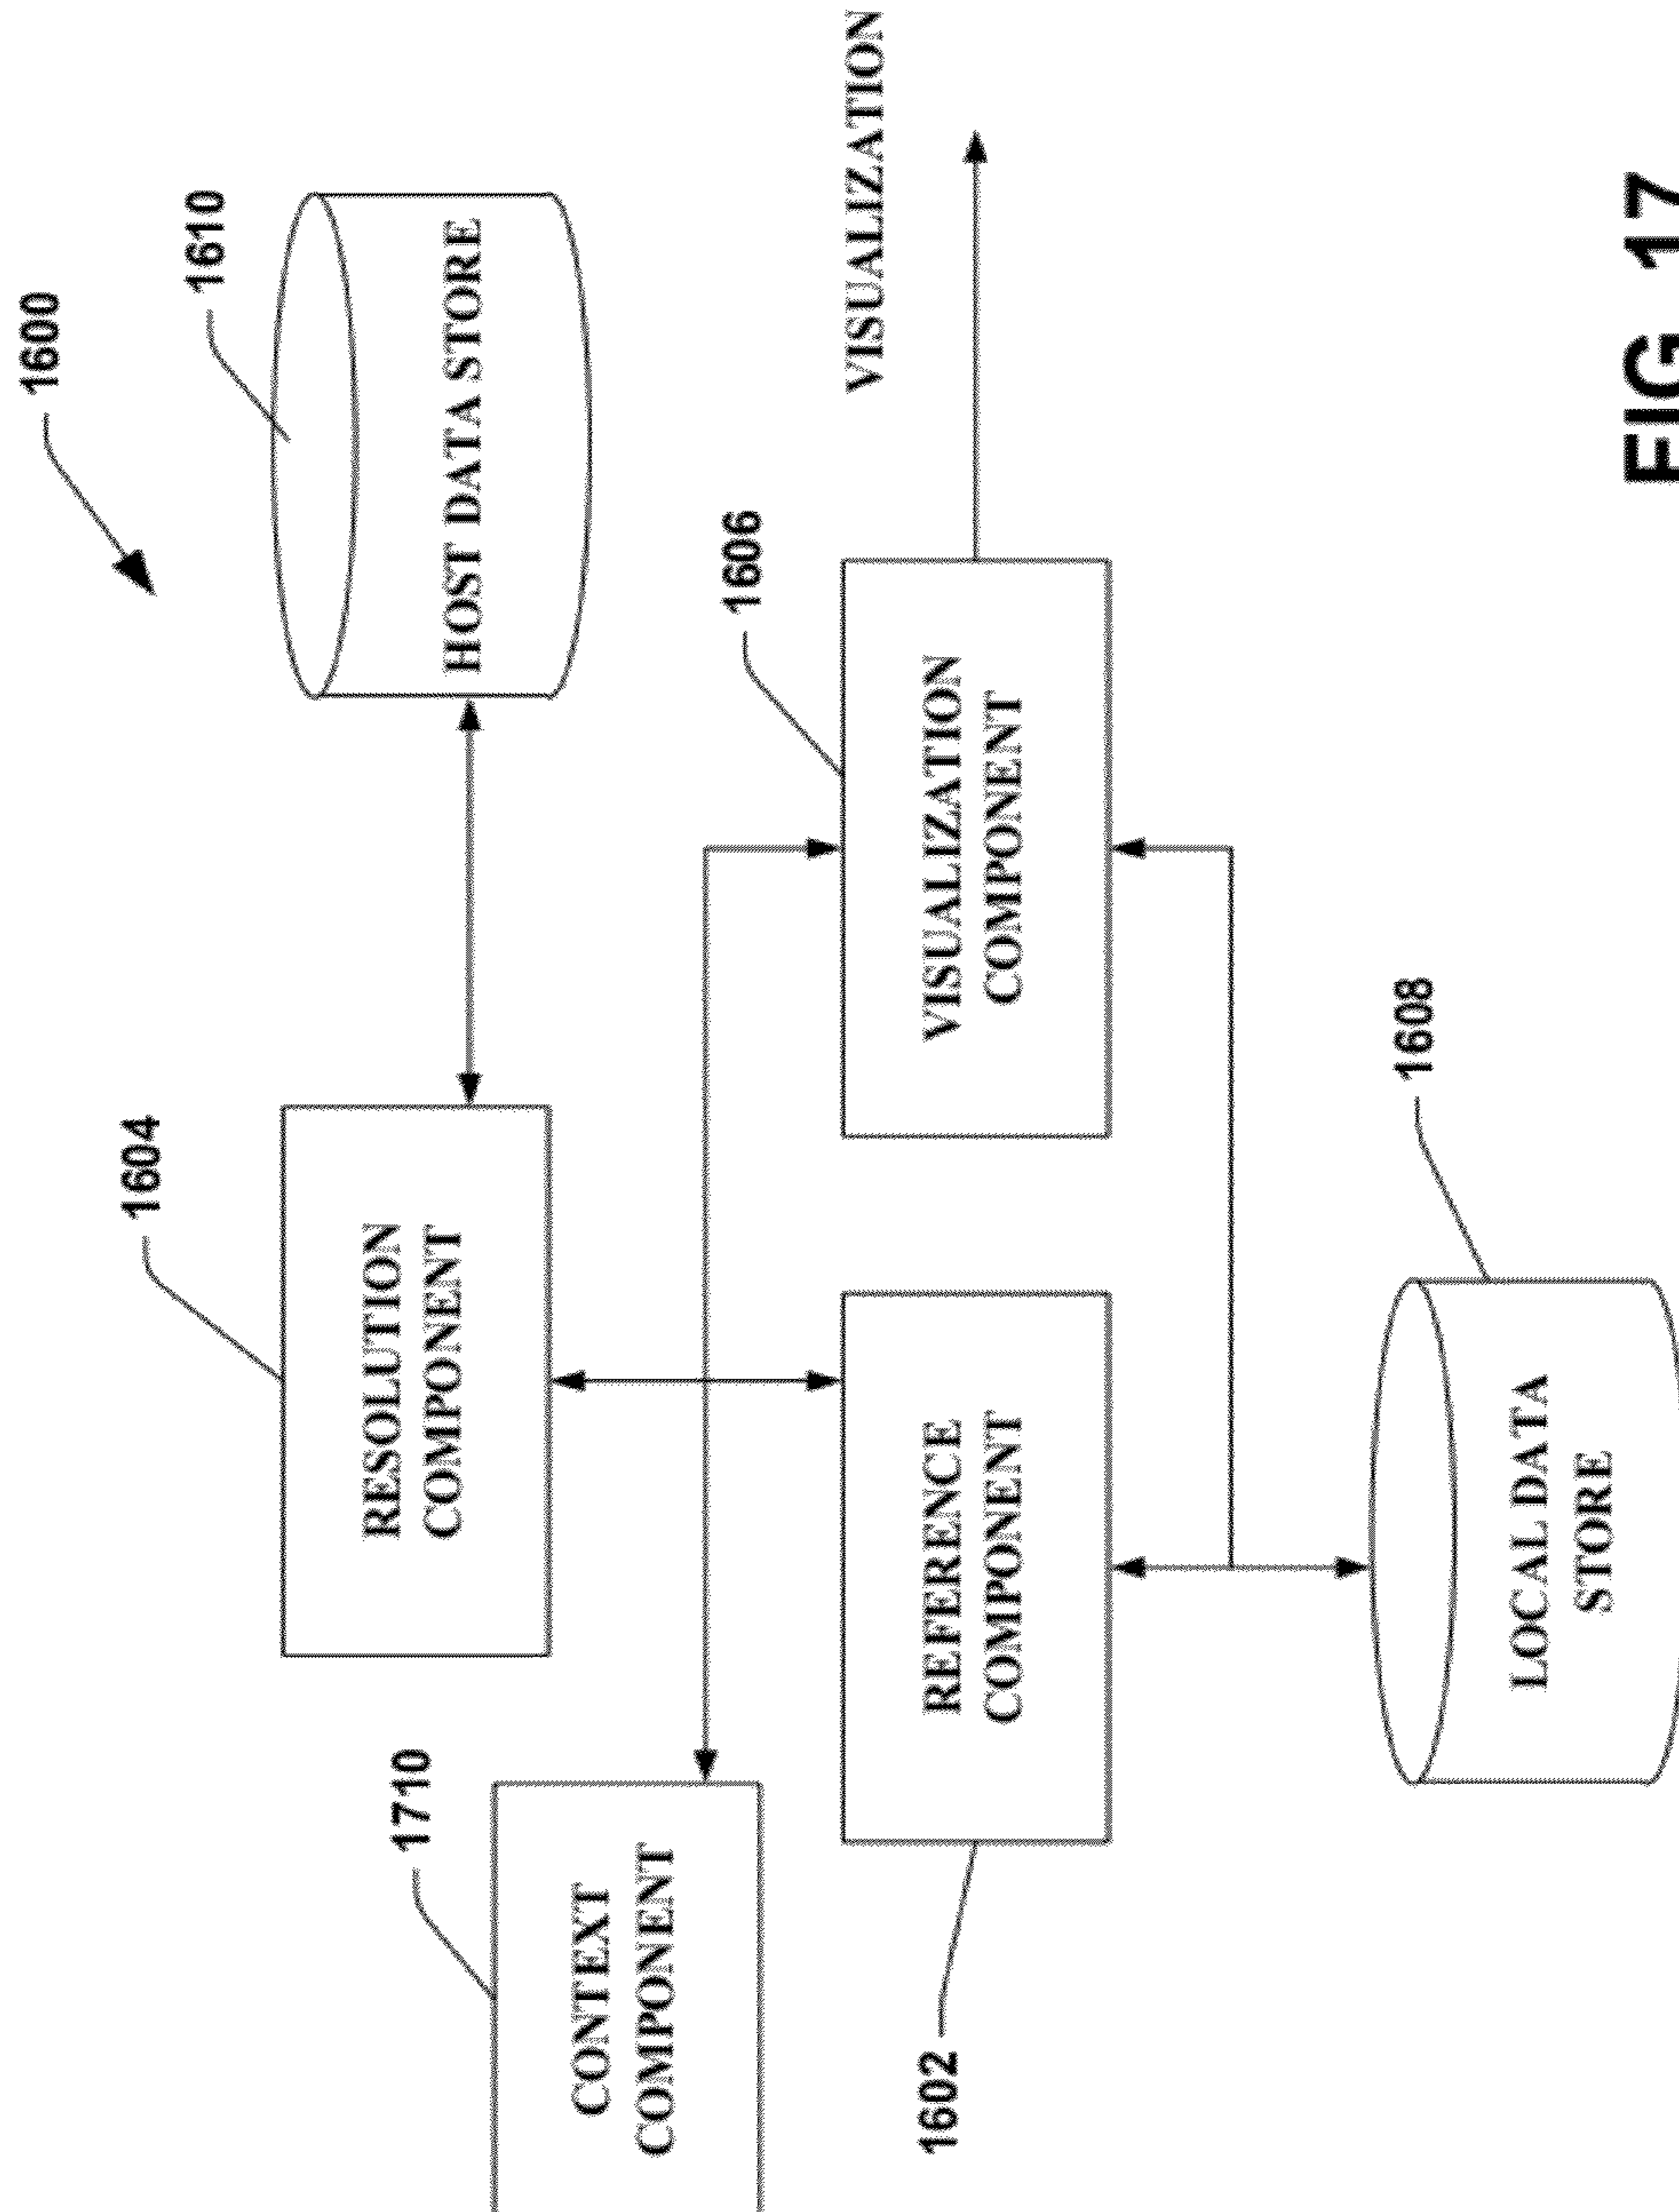 1600
1604
1610
1710
RESOLUTION
COMPONENT
HOST DATA STORE
CONTEXT
COMPONENT
1606
VISUALIZATION
1602
REFERENCE
COMPONENT
VISUALIZATION
COMPONENT
1608
LOCAL DATA
STORE
FIG 17